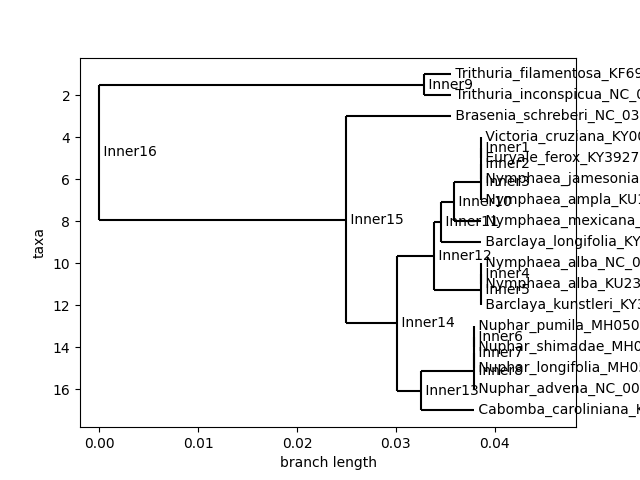 Trithuria_filamentosa_KF69
Inner9
2
Trithuria_inconspicua_NC_0
Brasenia_schreberi_NC_03
4
Victoria_cruziana_KY00
Inner1
Inner16
Euryale_ferox_KY3927
Inner2
6
Nymphaea_jamesonia
Inner3
Nymphaea_ampla_KU1
Inner10
8
Inner15
Nymphaea_mexicana_
Inner11
taxa
Barclaya_longifolia_KY
Inner12
10
Nymphaea_alba_NC_0
Inner4
Nymphaea_alba_KU23
Inner5
12
Barclaya_kunstleri_KY3
Inner14
Nuphar_pumila_MH050
Inner6
14
Nuphar_shimadae_MH0
Inner7
Nuphar_longifolia_MH05
Inner8
16
Inner13
Nuphar_advena_NC_00
Cabomba_caroliniana_K
0.00 0.01 0.02 0.03 0.04
branch length